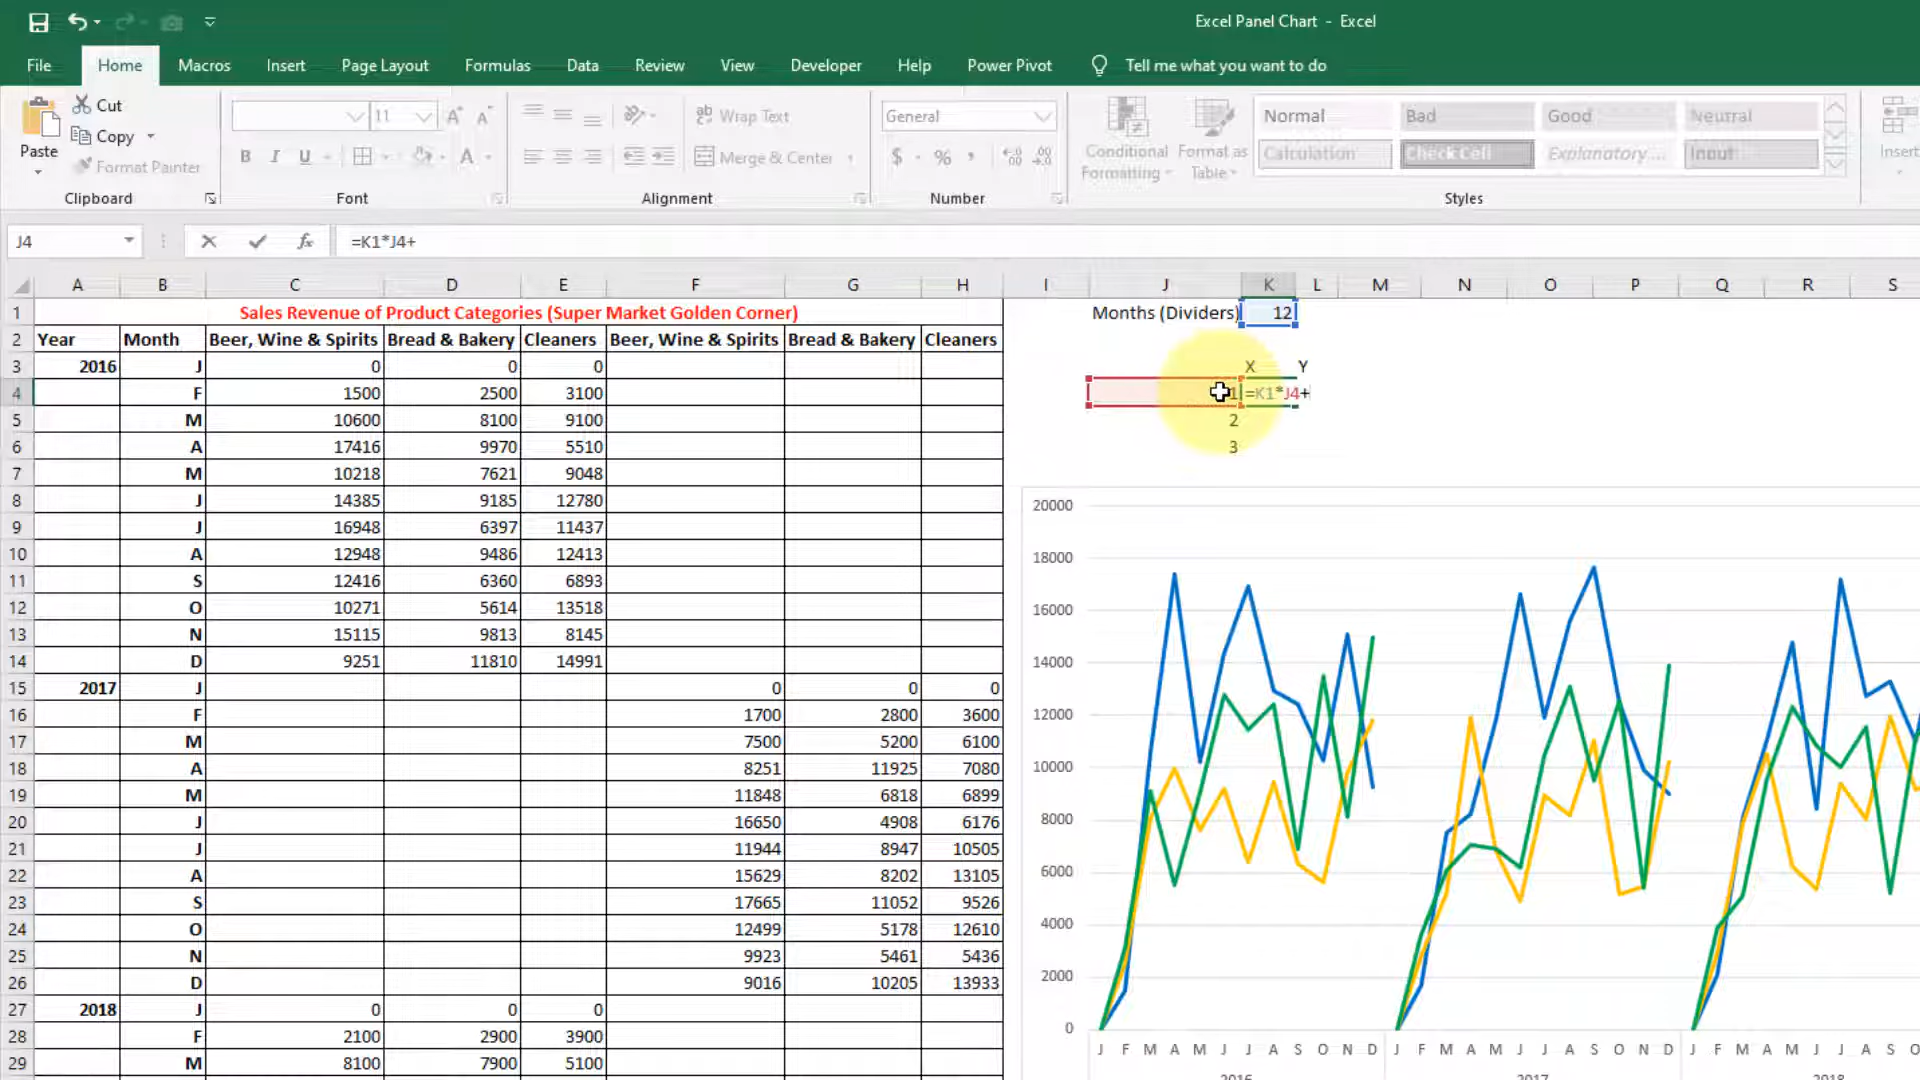 Excel Panel Chart - Excel
File Home Macros Insert Page Layout Formulas Data Review View Developer Help Power Pivot Tell me what you want to do
Paste
Cut
Copy
Format Painter
Clipboard
11
B I U
Font
Wrap Text
Merge & Center
Alignment
General
$ % ,
Number
Conditional Formatting
Format as Table
Normal Bad Good Neutral
Calculation Check Cell Explanatory ... Input
Styles
Insert
J4 fx =K1*J4+
A B C D E F G H I J K L M N O P Q R S
1 Sales Revenue of Product Categories (Super Market Golden Corner) Months (Dividers) 12
2 Year Month Beer, Wine & Spirits Bread & Bakery Cleaners Beer, Wine & Spirits Bread & Bakery Cleaners
3 2016 J 0 0 0 X Y
4 F 1500 2500 3100 1 =K1*J4+
5 M 10600 8100 9100 2
6 A 17416 9970 5510 3
7 M 10218 7621 9048
8 J 14385 9185 12780
9 J 16948 6397 11437
10 A 12948 9486 12413
11 S 12416 6360 6893
12 O 10271 5614 13518
13 N 15115 9813 8145
14 D 9251 11810 14991
15 2017 J 0 0 0
16 F 1700 2800 3600
17 M 7500 5200 6100
18 A 8251 11925 7080
19 M 11848 6818 6899
20 J 16650 4908 6176
21 J 11944 8947 10505
22 A 15629 8202 13105
23 S 17665 11052 9526
24 O 12499 5178 12610
25 N 9923 5461 5436
26 D 9016 10205 13933
27 2018 J 0 0 0
28 F 2100 2900 3900
29 M 8100 7900 5100
20000
18000
16000
14000
12000
10000
8000
6000
4000
2000
0
J F M A M J J A S O N D J F M A M J J A S O N D J F M A M J J A S O
2016 2017 2018